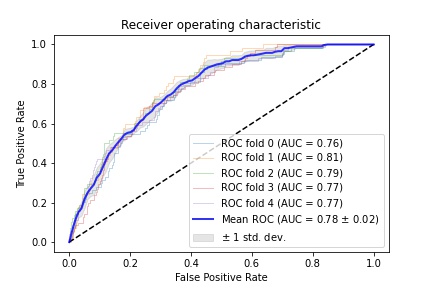 Receiver operating characteristic
True Positive Rate
1.0
0.8
0.6
0.4
0.2
0.0
ROC fold 0 (AUC = 0.76)
ROC fold 1 (AUC = 0.81)
ROC fold 2 (AUC = 0.79)
ROC fold 3 (AUC = 0.77)
ROC fold 4 (AUC = 0.77)
Mean ROC (AUC = 0.78 ± 0.02)
± 1 std. dev.
0.0 0.2 0.4 0.6 0.8 1.0
False Positive Rate